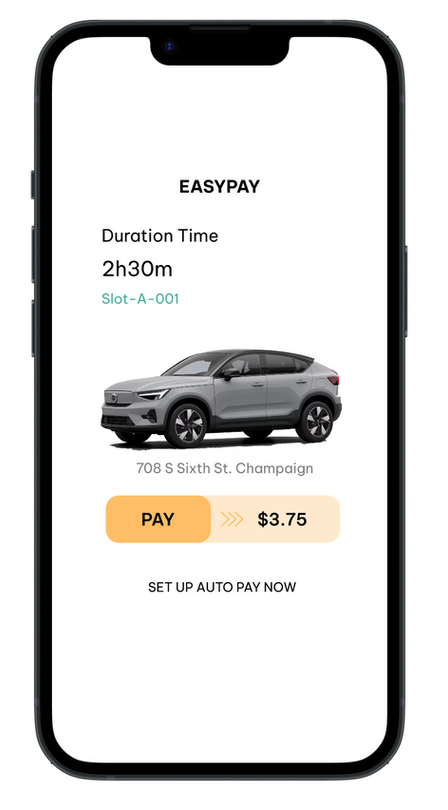 EASYPAY
Duration Time
2h30m
Slot-A-001
708 S Sixth St. Champaign
PAY $3.75
SET UP AUTO PAY NOW